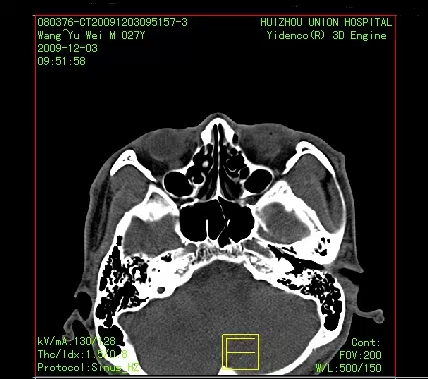 080376-CT20091203095157-3
Wang^Yu Wei M 027Y
2009-12-03
09:51:58
HUIZHOU UNION HOSPITAL
Yidenco(R) 3D Engine
kV/mA:130/128
Protocol:Sinus
Cont:
FOV:200
W/L:500/150